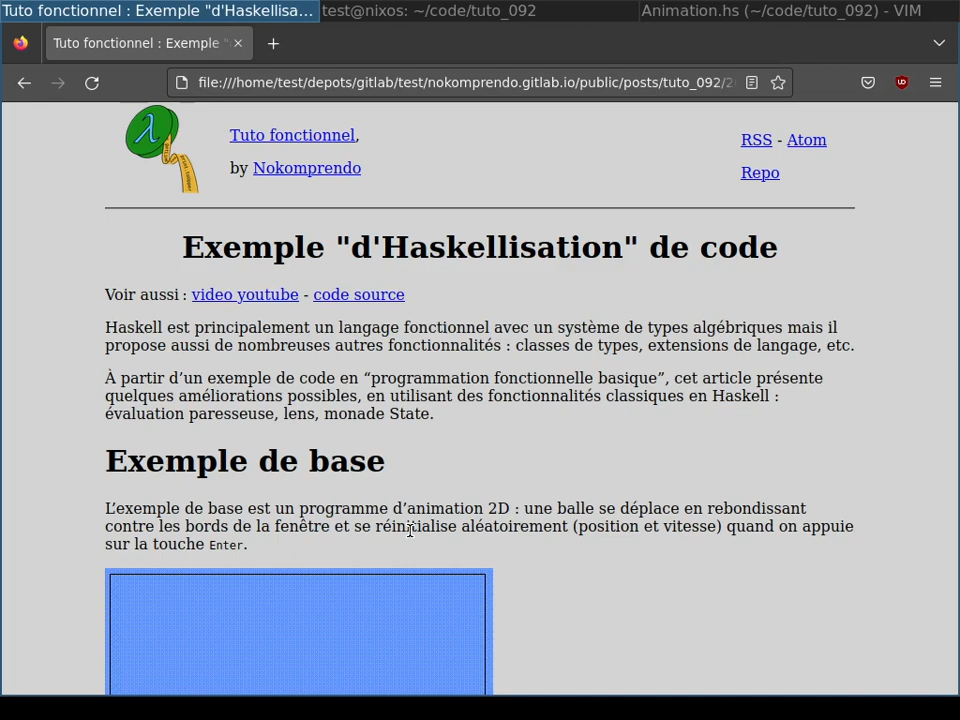 Tuto fonctionnel : Exemple "d'Haskellisa... test@nixos: ~/code/tuto_092 Animation.hs (~/code/tuto_092) - VIM
Tuto fonctionnel : Exemple "
file:///home/test/depots/gitlab/test/nokomprendo.gitlab.io/public/posts/tuto_092/2
Tuto fonctionnel,
by Nokomprendo
RSS - Atom
Repo
Exemple "d'Haskellisation" de code
Voir aussi : video youtube - code source
Haskell est principalement un langage fonctionnel avec un système de types algébriques mais il
propose aussi de nombreuses autres fonctionnalités : classes de types, extensions de langage, etc.
À partir d’un exemple de code en “programmation fonctionnelle basique”, cet article présente
quelques améliorations possibles, en utilisant des fonctionnalités classiques en Haskell :
évaluation paresseuse, lens, monade State.
Exemple de base
L’exemple de base est un programme d’animation 2D : une balle se déplace en rebondissant
contre les bords de la fenêtre et se réinitialise aléatoirement (position et vitesse) quand on appuie
sur la touche Enter.